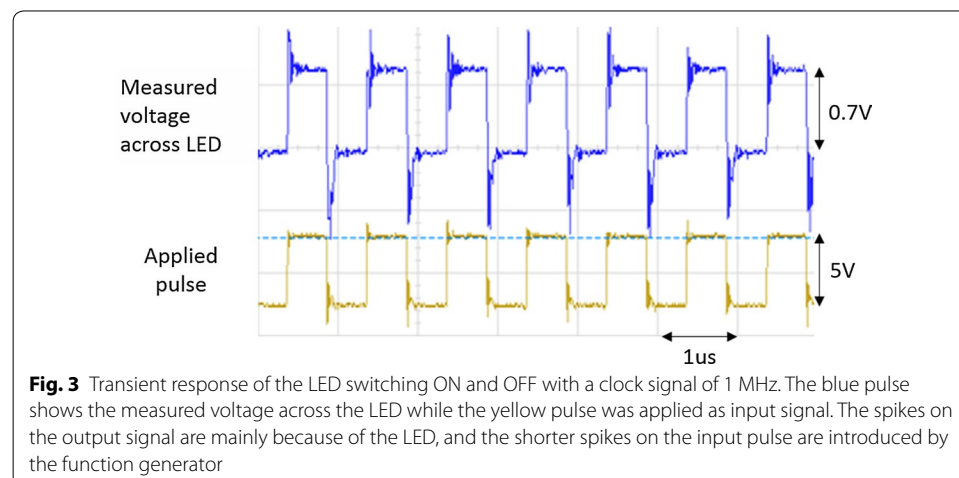 Measured
voltage
across LED
0.7V
Applied
pulse
5V
1us
Fig. 3 Transient response of the LED switching ON and OFF with a clock signal of 1 MHz. The blue pulse
shows the measured voltage across the LED while the yellow pulse was applied as input signal. The spikes on
the output signal are mainly because of the LED, and the shorter spikes on the input pulse are introduced by
the function generator